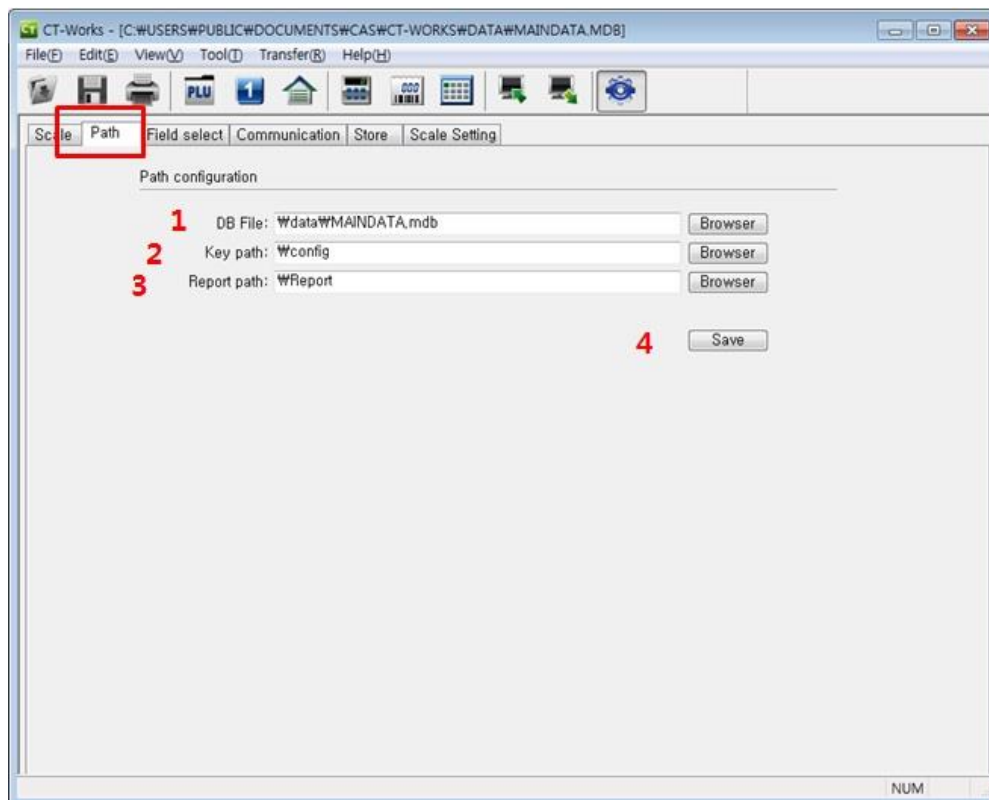 CT-Works - [C:₩USERS₩PUBLIC₩DOCUMENTS₩CAS₩CT-WORKS₩DATA₩MAINDATA.MDB]
File(F) Edit(E) View(V) Tool(T) Transfer(R) Help(H)
PLU 1 000
Scale Path Field select Communication Store Scale Setting
Path configuration
1 DB File: ₩data₩MAINDATA.mdb Browser
2 Key path: ₩config Browser
3 Report path: ₩Report Browser
4 Save
NUM